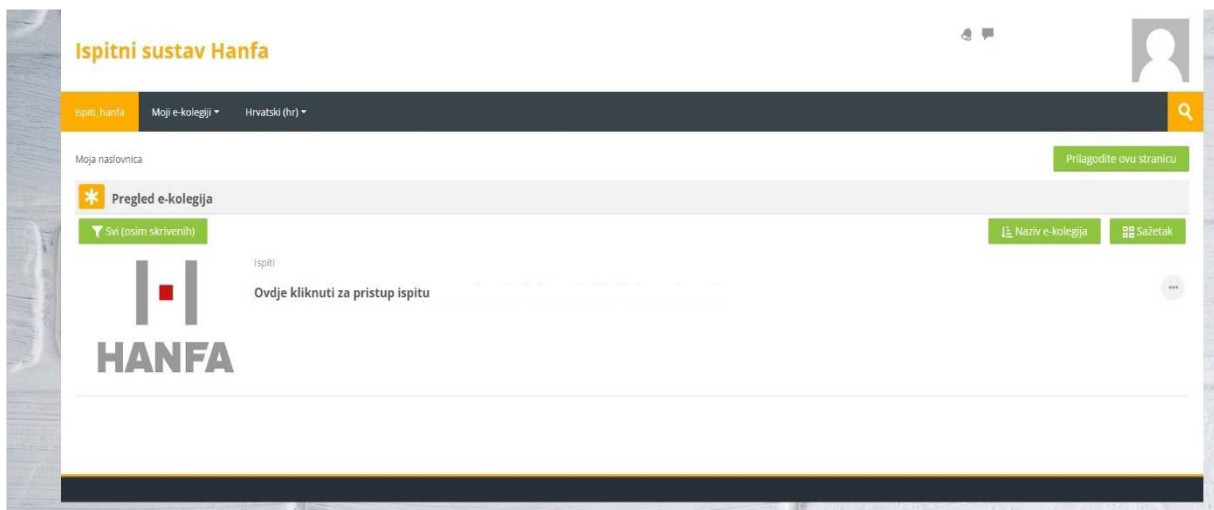 Ispitni sustav Hanfa
ispiti_hanfa Moji e-kolegiji Hrvatski (hr)
Moja naslovnica Prilagodite ovu stranicu
Pregled e-kolegija
Svi (osim skrivenih) Naziv e-kolegija Sažetak
Ispiti
Ovdje kliknuti za pristup ispitu
HANFA